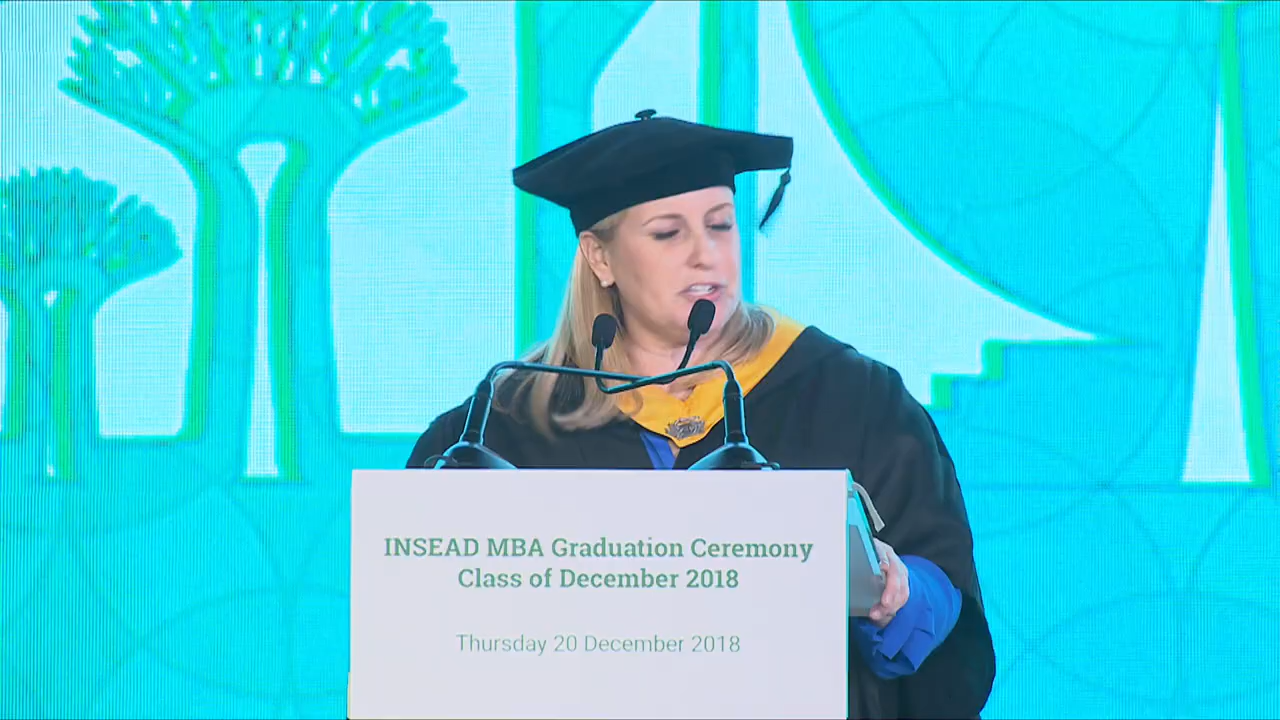 INSEAD MBA Graduation Ceremony
Class of December 2018
Thursday 20 December 2018